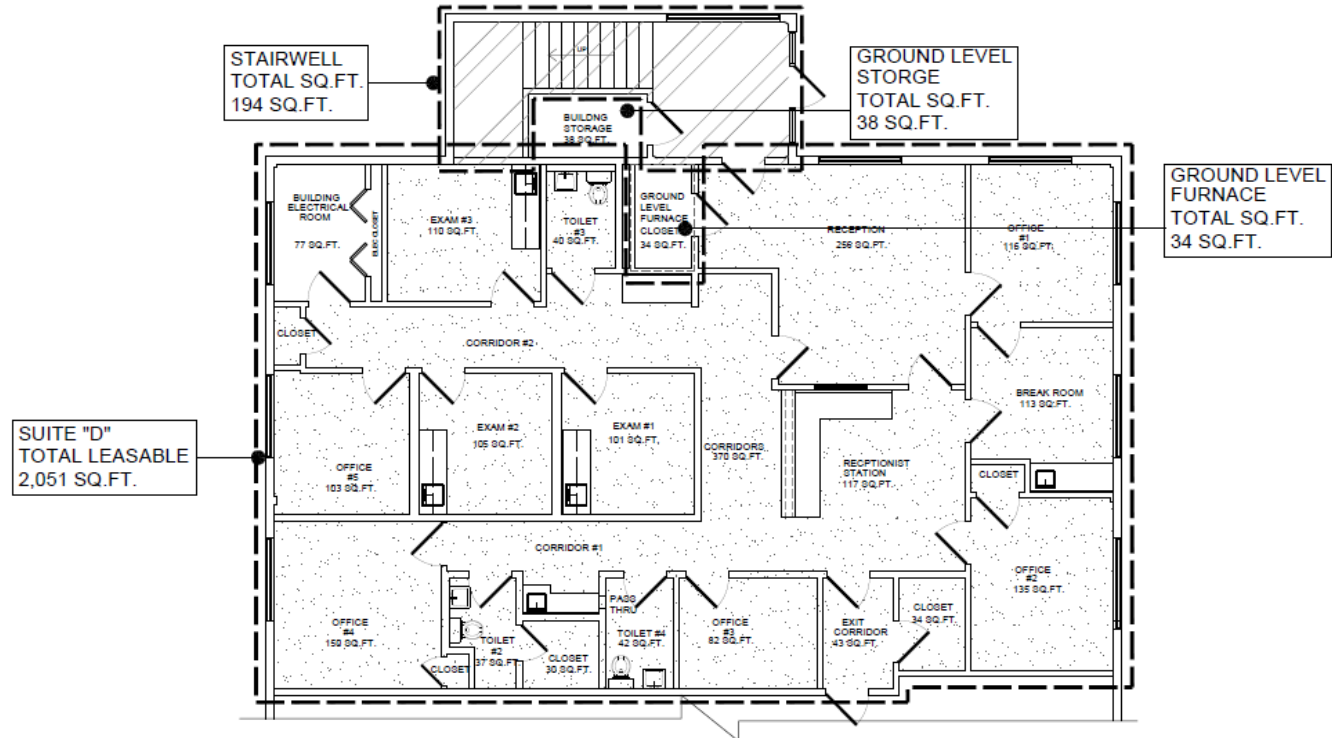 STAIRWELL
TOTAL SQ.FT.
194 SQ.FT.
UP
GROUND LEVEL
STORGE
TOTAL SQ.FT.
38 SQ.FT.
BUILDNG
STORAGE
38 SQ.FT.
GROUND LEVEL
FURNACE
TOTAL SQ.FT.
34 SQ.FT.
BUILDING
ELECTRICAL
ROOM
77 SQ.FT.
ELEC CLOSET
EXAM #3
110 SQ.FT.
TOILET
#3
40 SQ.FT.
GROUND
LEVEL
FURNACE
CLOSET
34 SQ.FT.
RECEPTION
256 SQ.FT.
OFFICE
#1
116 SQ.FT.
CLOSET
CORRIDOR #2
BREAK ROOM
113 SQ.FT.
SUITE "D"
TOTAL LEASABLE
2,051 SQ.FT.
OFFICE
#5
103 SQ.FT.
EXAM #2
105 SQ.FT.
EXAM #1
101 SQ.FT.
CORRIDORS
370 SQ.FT.
RECPTIONIST
STATION
117 SQ.FT.
CLOSET
CORRIDOR #1
OFFICE
#2
135 SQ.FT.
OFFICE
#4
150 SQ.FT.
CLOSET
TOILET
#2
37 SQ.FT.
CLOSET
30 SQ.FT.
PASS
THRU
TOILET #4
42 SQ.FT.
OFFICE
#3
82 SQ.FT.
EXIT
CORRIDOR
43 SQ.FT.
CLOSET
34 SQ.FT.